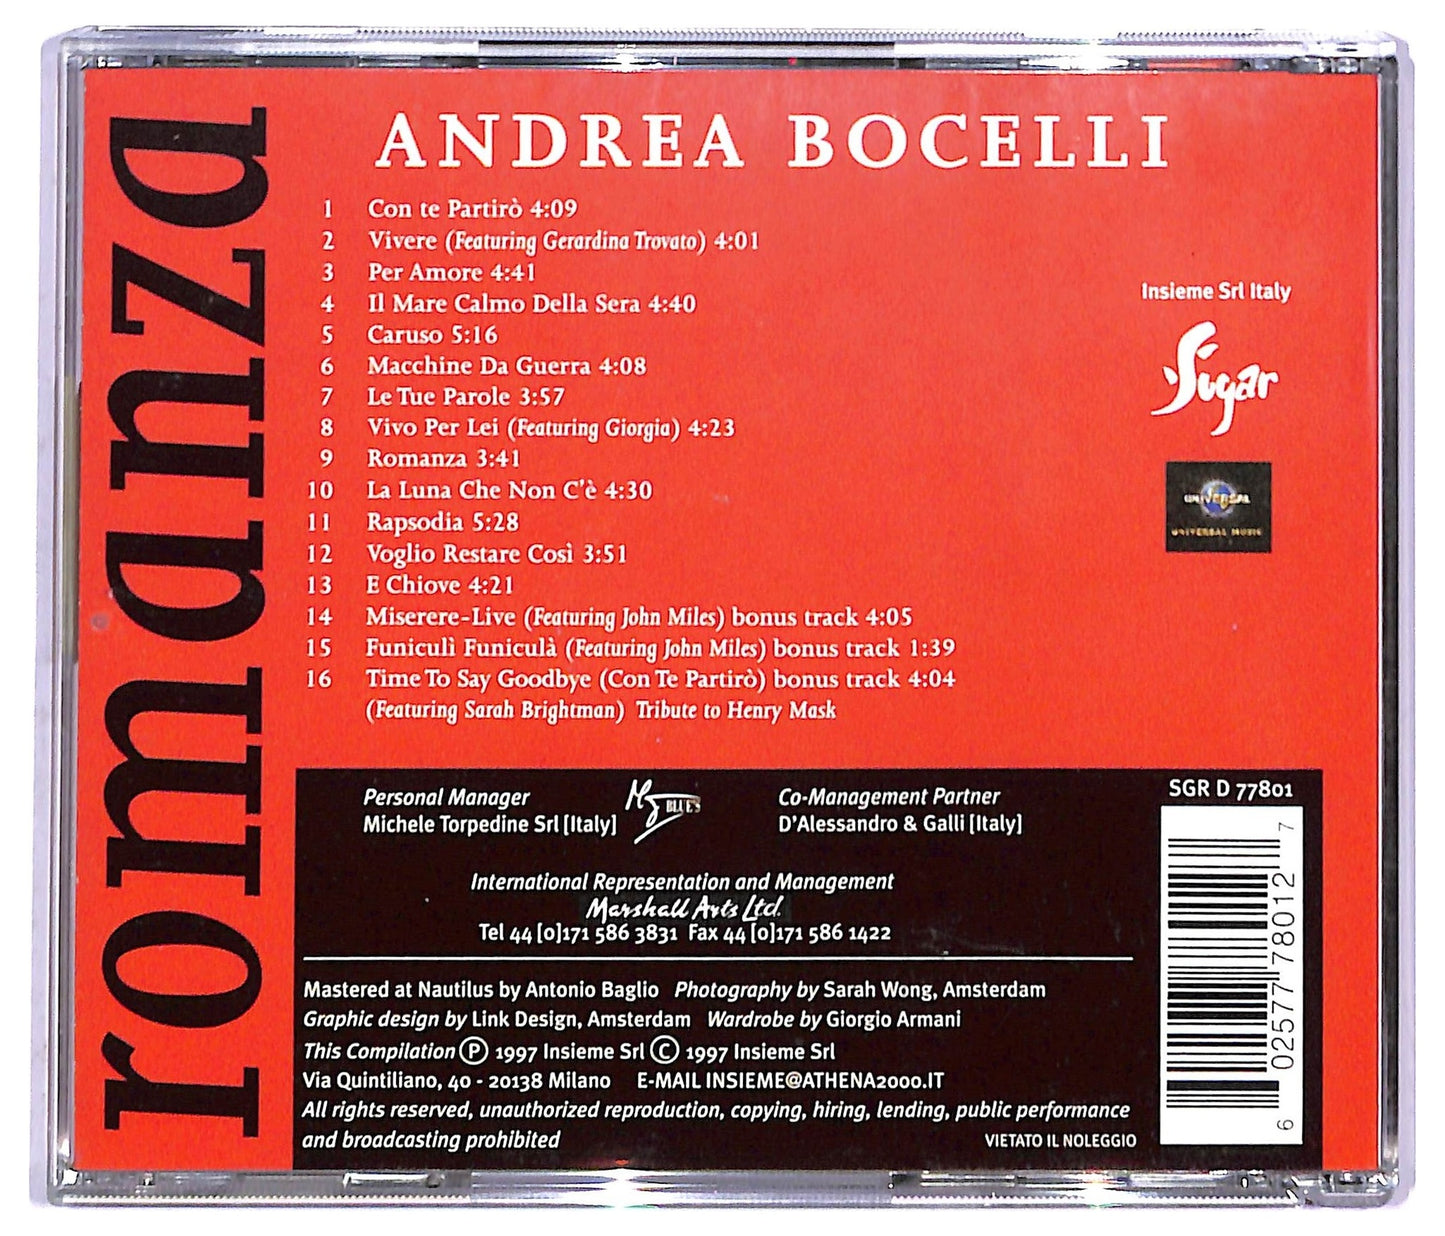 romanza
ANDREA BOCELLI
1 Con te Partirò 4:09
2 Vivere (Featuring Gerardina Trovato) 4:01
3 Per Amore 4:41
4 Il Mare Calmo Della Sera 4:40
5 Caruso 5:16
6 Macchine Da Guerra 4:08
7 Le Tue Parole 3:57
8 Vivo Per Lei (Featuring Giorgia) 4:23
9 Romanza 3:41
10 La Luna Che Non C'è 4:30
11 Rapsodia 5:28
12 Voglio Restare Così 3:51
13 E Chiove 4:21
14 Miserere-Live (Featuring John Miles) bonus track 4:05
15 Funiculì Funiculà (Featuring John Miles) bonus track 1:39
16 Time To Say Goodbye (Con Te Partirò) bonus track 4:04
(Featuring Sarah Brightman) Tribute to Henry Mask
Insieme Srl Italy
Sugar
UNIVERSAL
UNIVERSAL MUSIC
Personal Manager
Michele Torpedine Srl [Italy]
BLUE'S
Co-Management Partner
D'Alessandro & Galli [Italy]
International Representation and Management
Marshall Arts Ltd.
Tel 44 [0]171 586 3831 Fax 44 [0]171 586 1422
Mastered at Nautilus by Antonio Baglio Photography by Sarah Wong, Amsterdam
Graphic design by Link Design, Amsterdam Wardrobe by Giorgio Armani
This Compilation Ⓟ 1997 Insieme Srl Ⓒ 1997 Insieme Srl
Via Quintiliano, 40 - 20138 Milano E-MAIL INSIEME@ATHENA2000.IT
All rights reserved, unauthorized reproduction, copying, hiring, lending, public performance
and broadcasting prohibited
VIETATO IL NOLEGGIO
SGR D 77801
6 02577 78012 7